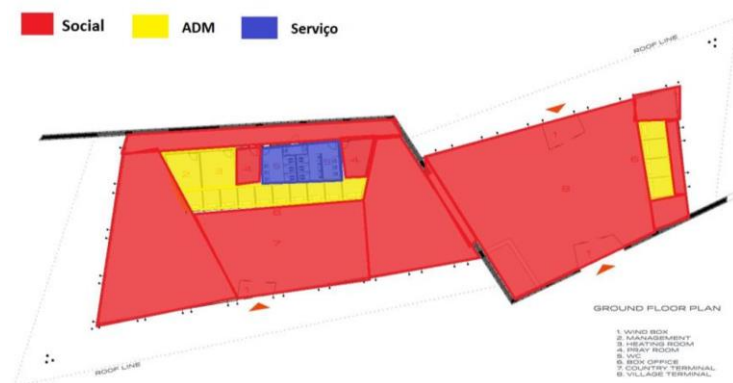 Social
ADM
Serviço
ROOF LINE
7
ROOF LINE
GROUND FLOOR PLAN
1. WIND BOX
2. MANAGEMENT
3. HEATING ROOM
4. PRAY ROOM
5. WC
6. BOX OFFICE
7. COUNTRY TERMINAL
8. VILLAGE TERMINAL